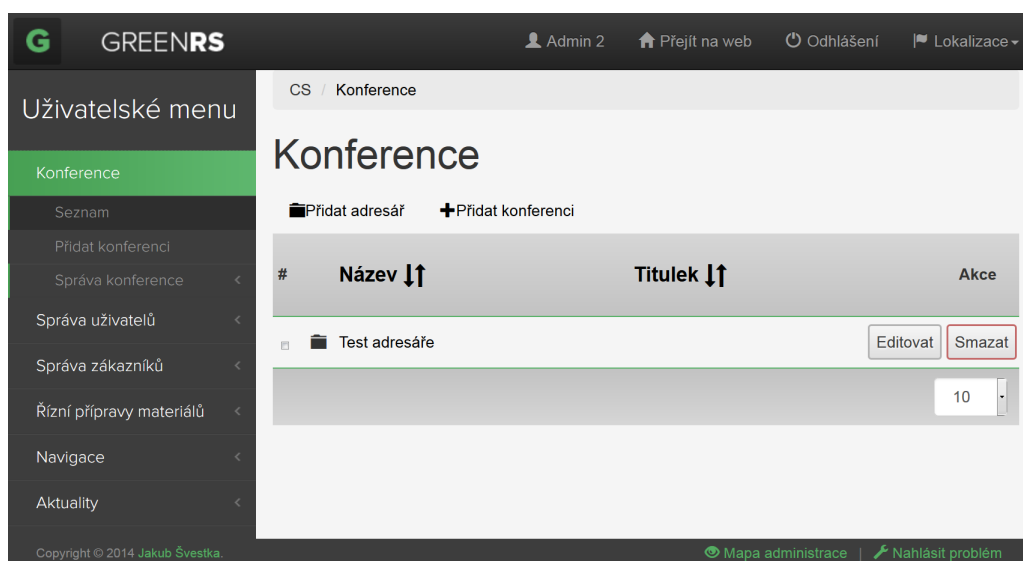 G GREENRS Admin 2 Přejít na web Odhlášení Lokalizace
Uživatelské menu
CS / Konference
Konference
Konference
Seznam
Přidat adresář Přidat konferenci
Přidat konferenci
Správa konference
# Název Titulek Akce
Správa uživatelů
Test adresáře Editovat Smazat
Správa zákazníků
10
Řízní přípravy materiálů
Navigace
Aktuality
Copyright © 2014 Jakub Švestka. Mapa administrace | Nahlásit problém